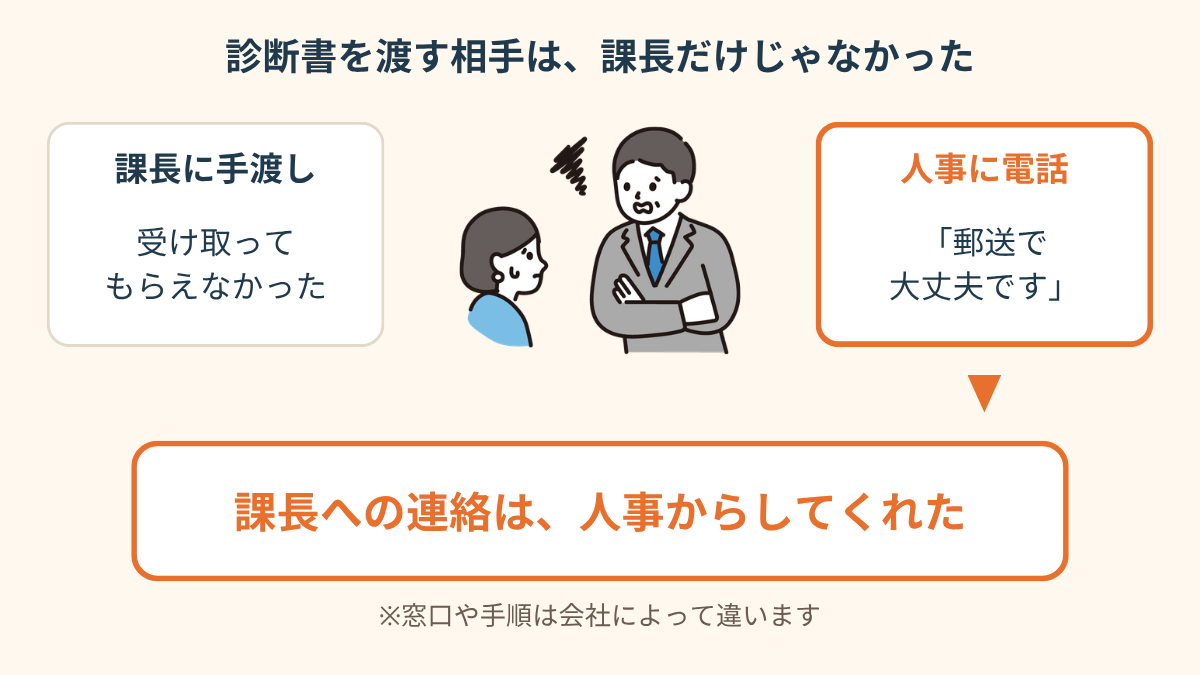 診断書を渡す相手は、課長だけじゃなかった
課長に手渡し
受け取って
もらえなかった
人事に電話
「郵送で
大丈夫です」
課長への連絡は、人事からしてくれた
※窓口や手順は会社によって違います